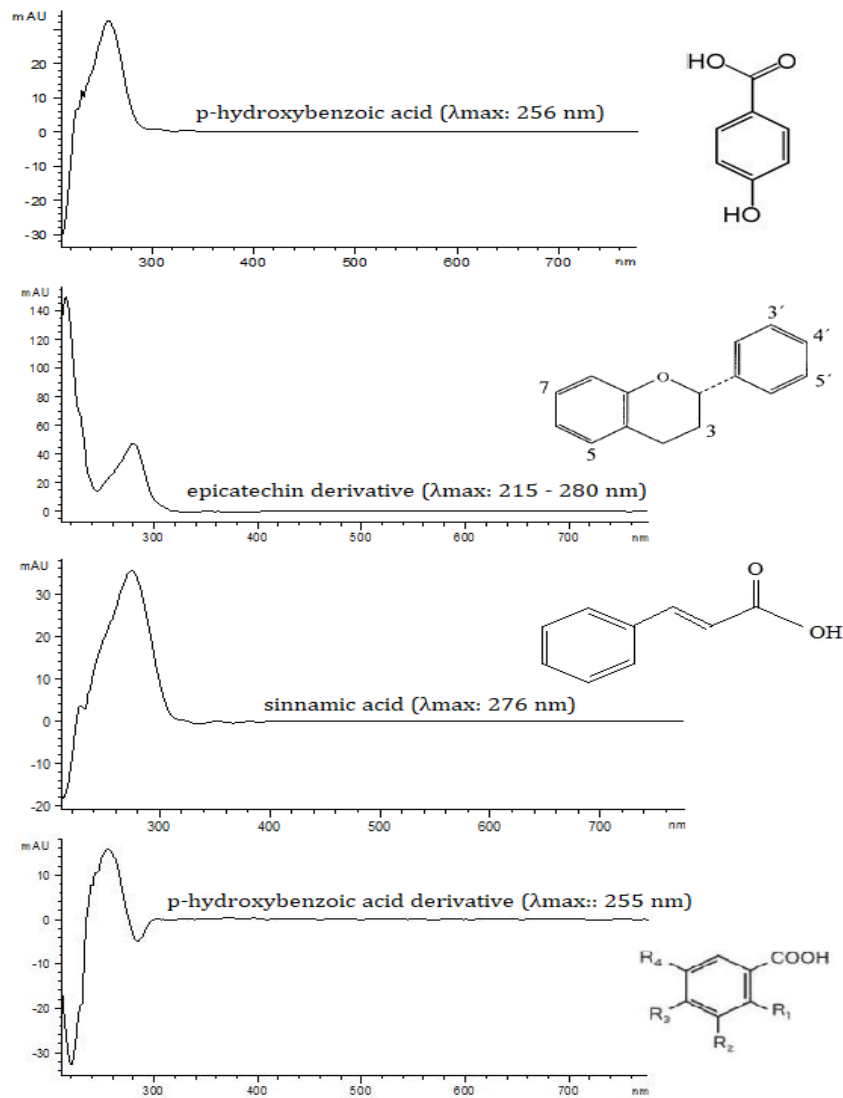 mAU
20
10
0
-10
-20
-30
300
400
500
600
700
nm
p-hydroxybenzoic acid (λmax: 256 nm)
HO
O
HO
mAU
140
120
100
80
60
40
20
0
300
400
500
600
700
nm
epicatechin derivative (λmax: 215 - 280 nm)
3´
4´
5´
O
7
3
5
mAU
30
20
10
0
-10
-20
300
400
500
600
700
nm
sinnamic acid (λmax: 276 nm)
O
OH
mAU
10
0
-10
-20
-30
300
400
500
600
700
nm
p-hydroxybenzoic acid derivative (λmax:: 255 nm)
R4
COOH
R3
R1
R2